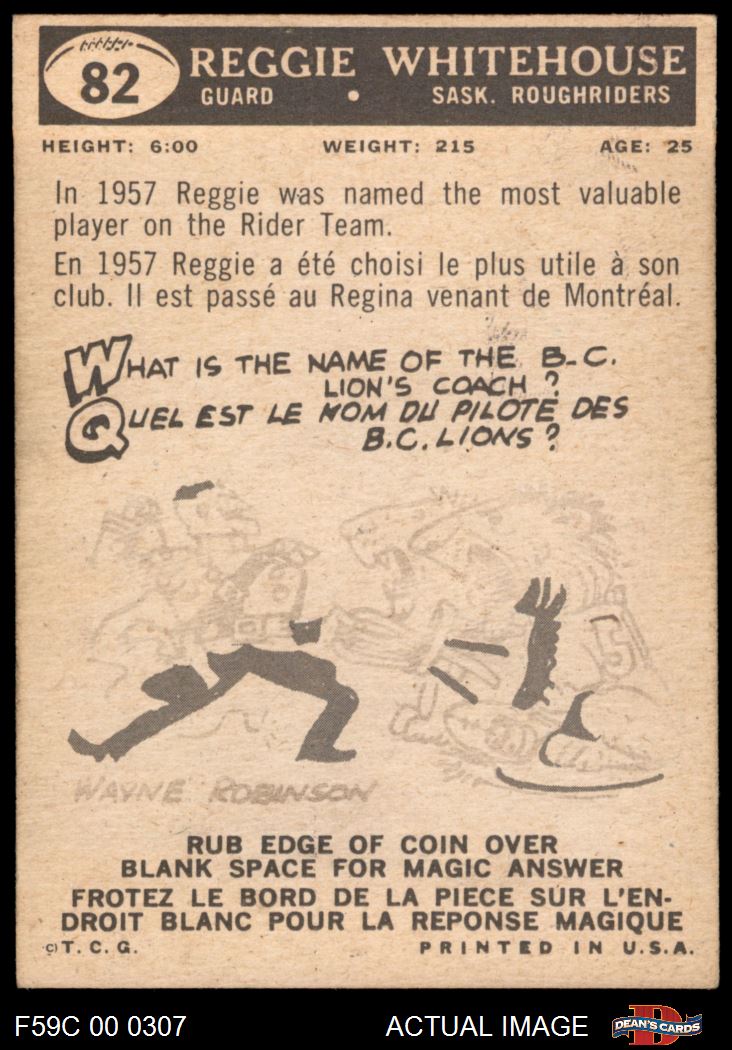 82
REGGIE WHITEHOUSE
GUARD • SASK. ROUGHRIDERS
HEIGHT: 6:00 WEIGHT: 215 AGE: 25
In 1957 Reggie was named the most valuable
player on the Rider Team.
En 1957 Reggie a été choisi le plus utile à son
club. Il est passé au Regina venant de Montréal.
WHAT IS THE NAME OF THE B.C.
LION'S COACH?
QUEL EST LE NOM DU PILOTE DES
B.C. LIONS?
5
WAYNE ROBINSON
RUB EDGE OF COIN OVER
BLANK SPACE FOR MAGIC ANSWER
FROTEZ LE BORD DE LA PIECE SUR L'EN-
DROIT BLANC POUR LA REPONSE MAGIQUE
© T. C. G. PRINTED IN U.S.A.
F59C 00 0307 ACTUAL IMAGE DEAN'S CARDS